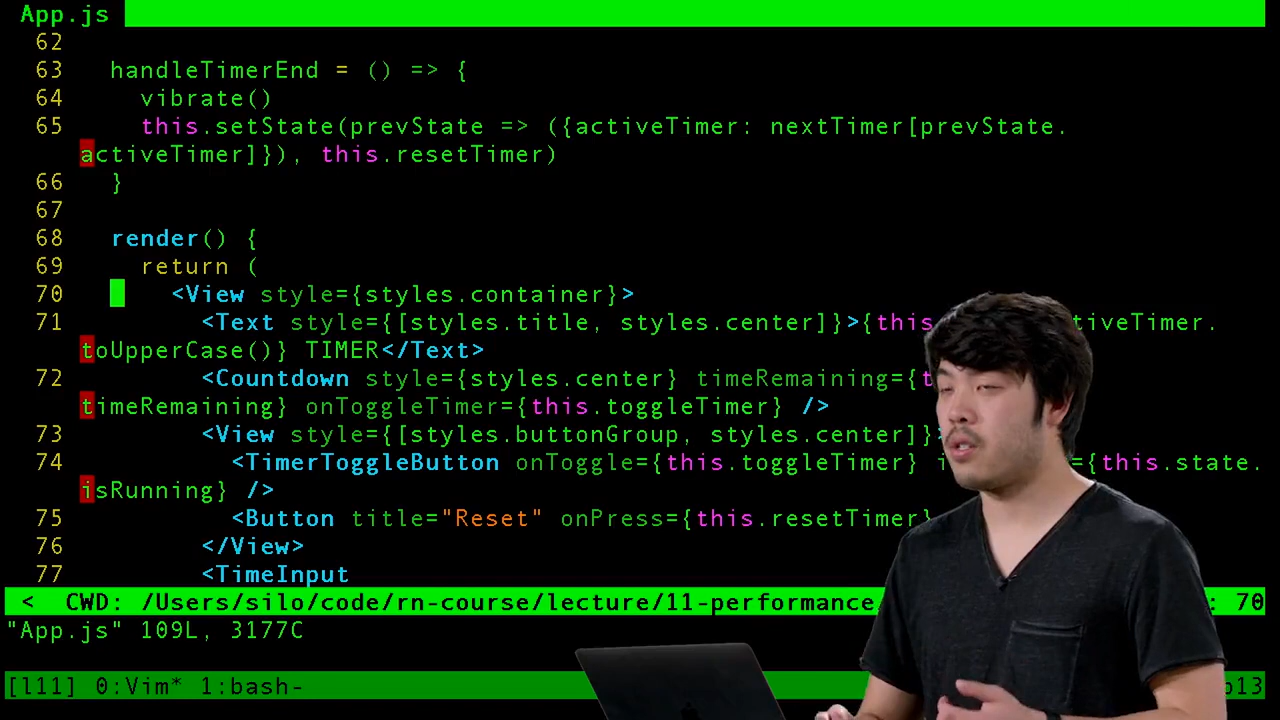 App.js
62
63 handleTimerEnd = () => {
64 vibrate()
65 this.setState(prevState => ({activeTimer: nextTimer[prevState.
activeTimer]}), this.resetTimer)
66 }
67
68 render() {
69 return (
70 <View style={styles.container}>
71 <Text style={[styles.title, styles.center]}>{this tiveTimer.
toUpperCase()} TIMER</Text>
72 <Countdown style={styles.center} timeRemaining={t
timeRemaining} onToggleTimer={this.toggleTimer} />
73 <View style={[styles.buttonGroup, styles.center]}
74 <TimerToggleButton onToggle={this.toggleTimer} ={this.state.
isRunning} />
75 <Button title="Reset" onPress={this.resetTimer}
76 </View>
77 <TimeInput
< CWD: /Users/silo/code/rn-course/lecture/11-performance : 70
"App.js" 109L, 3177C
[l11] 0:Vim* 1:bash- 13